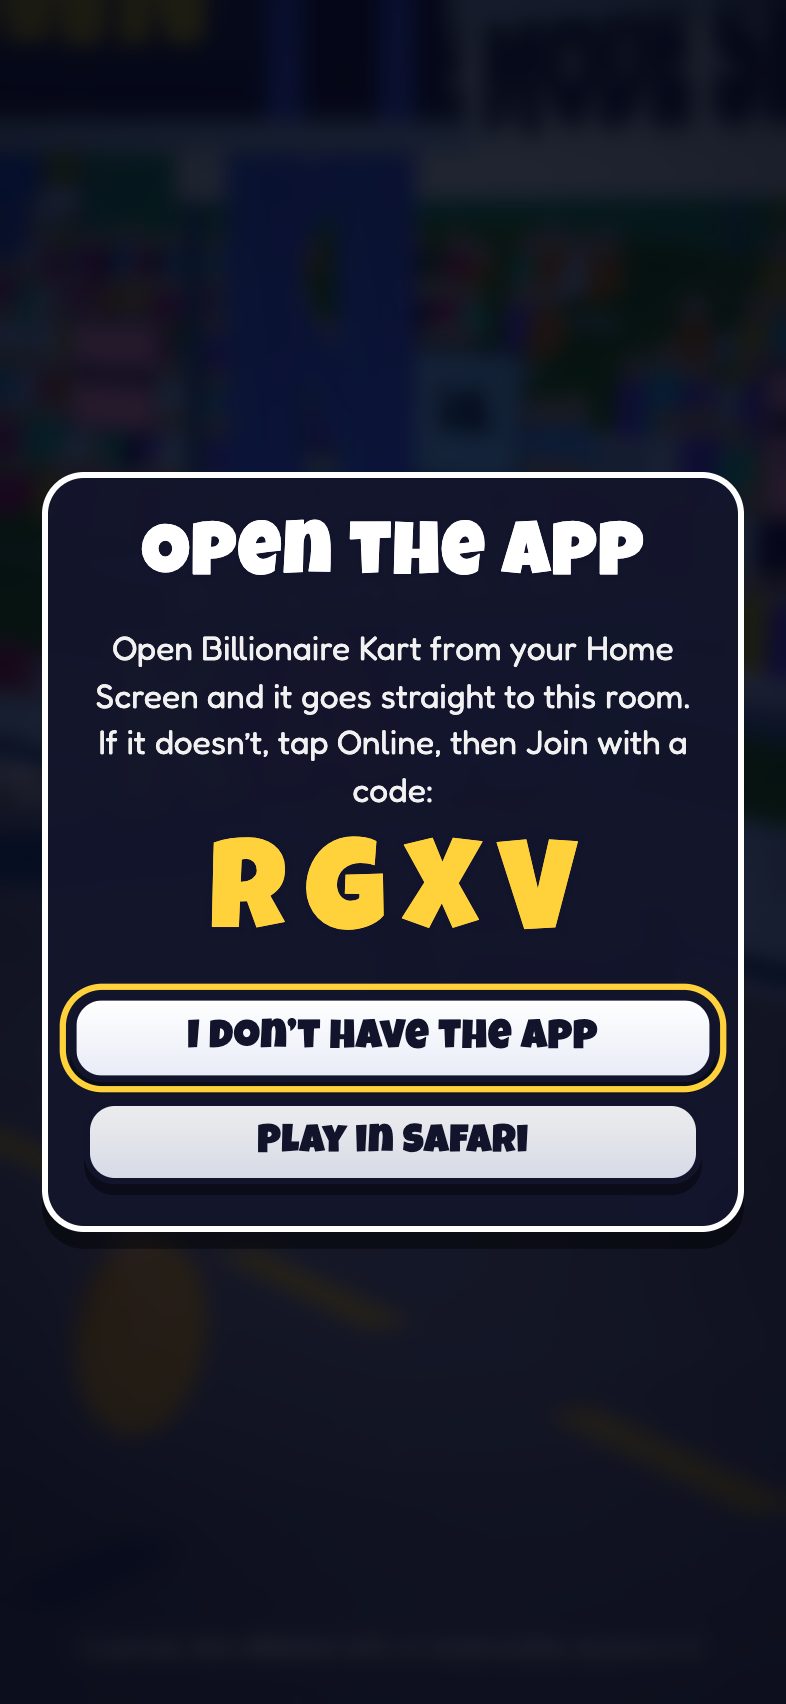 Open the App
Open Billionaire Kart from your Home
Screen and it goes straight to this room.
If it doesn’t, tap Online, then Join with a
code:
RGXV
I don’t have the app
Play in Safari